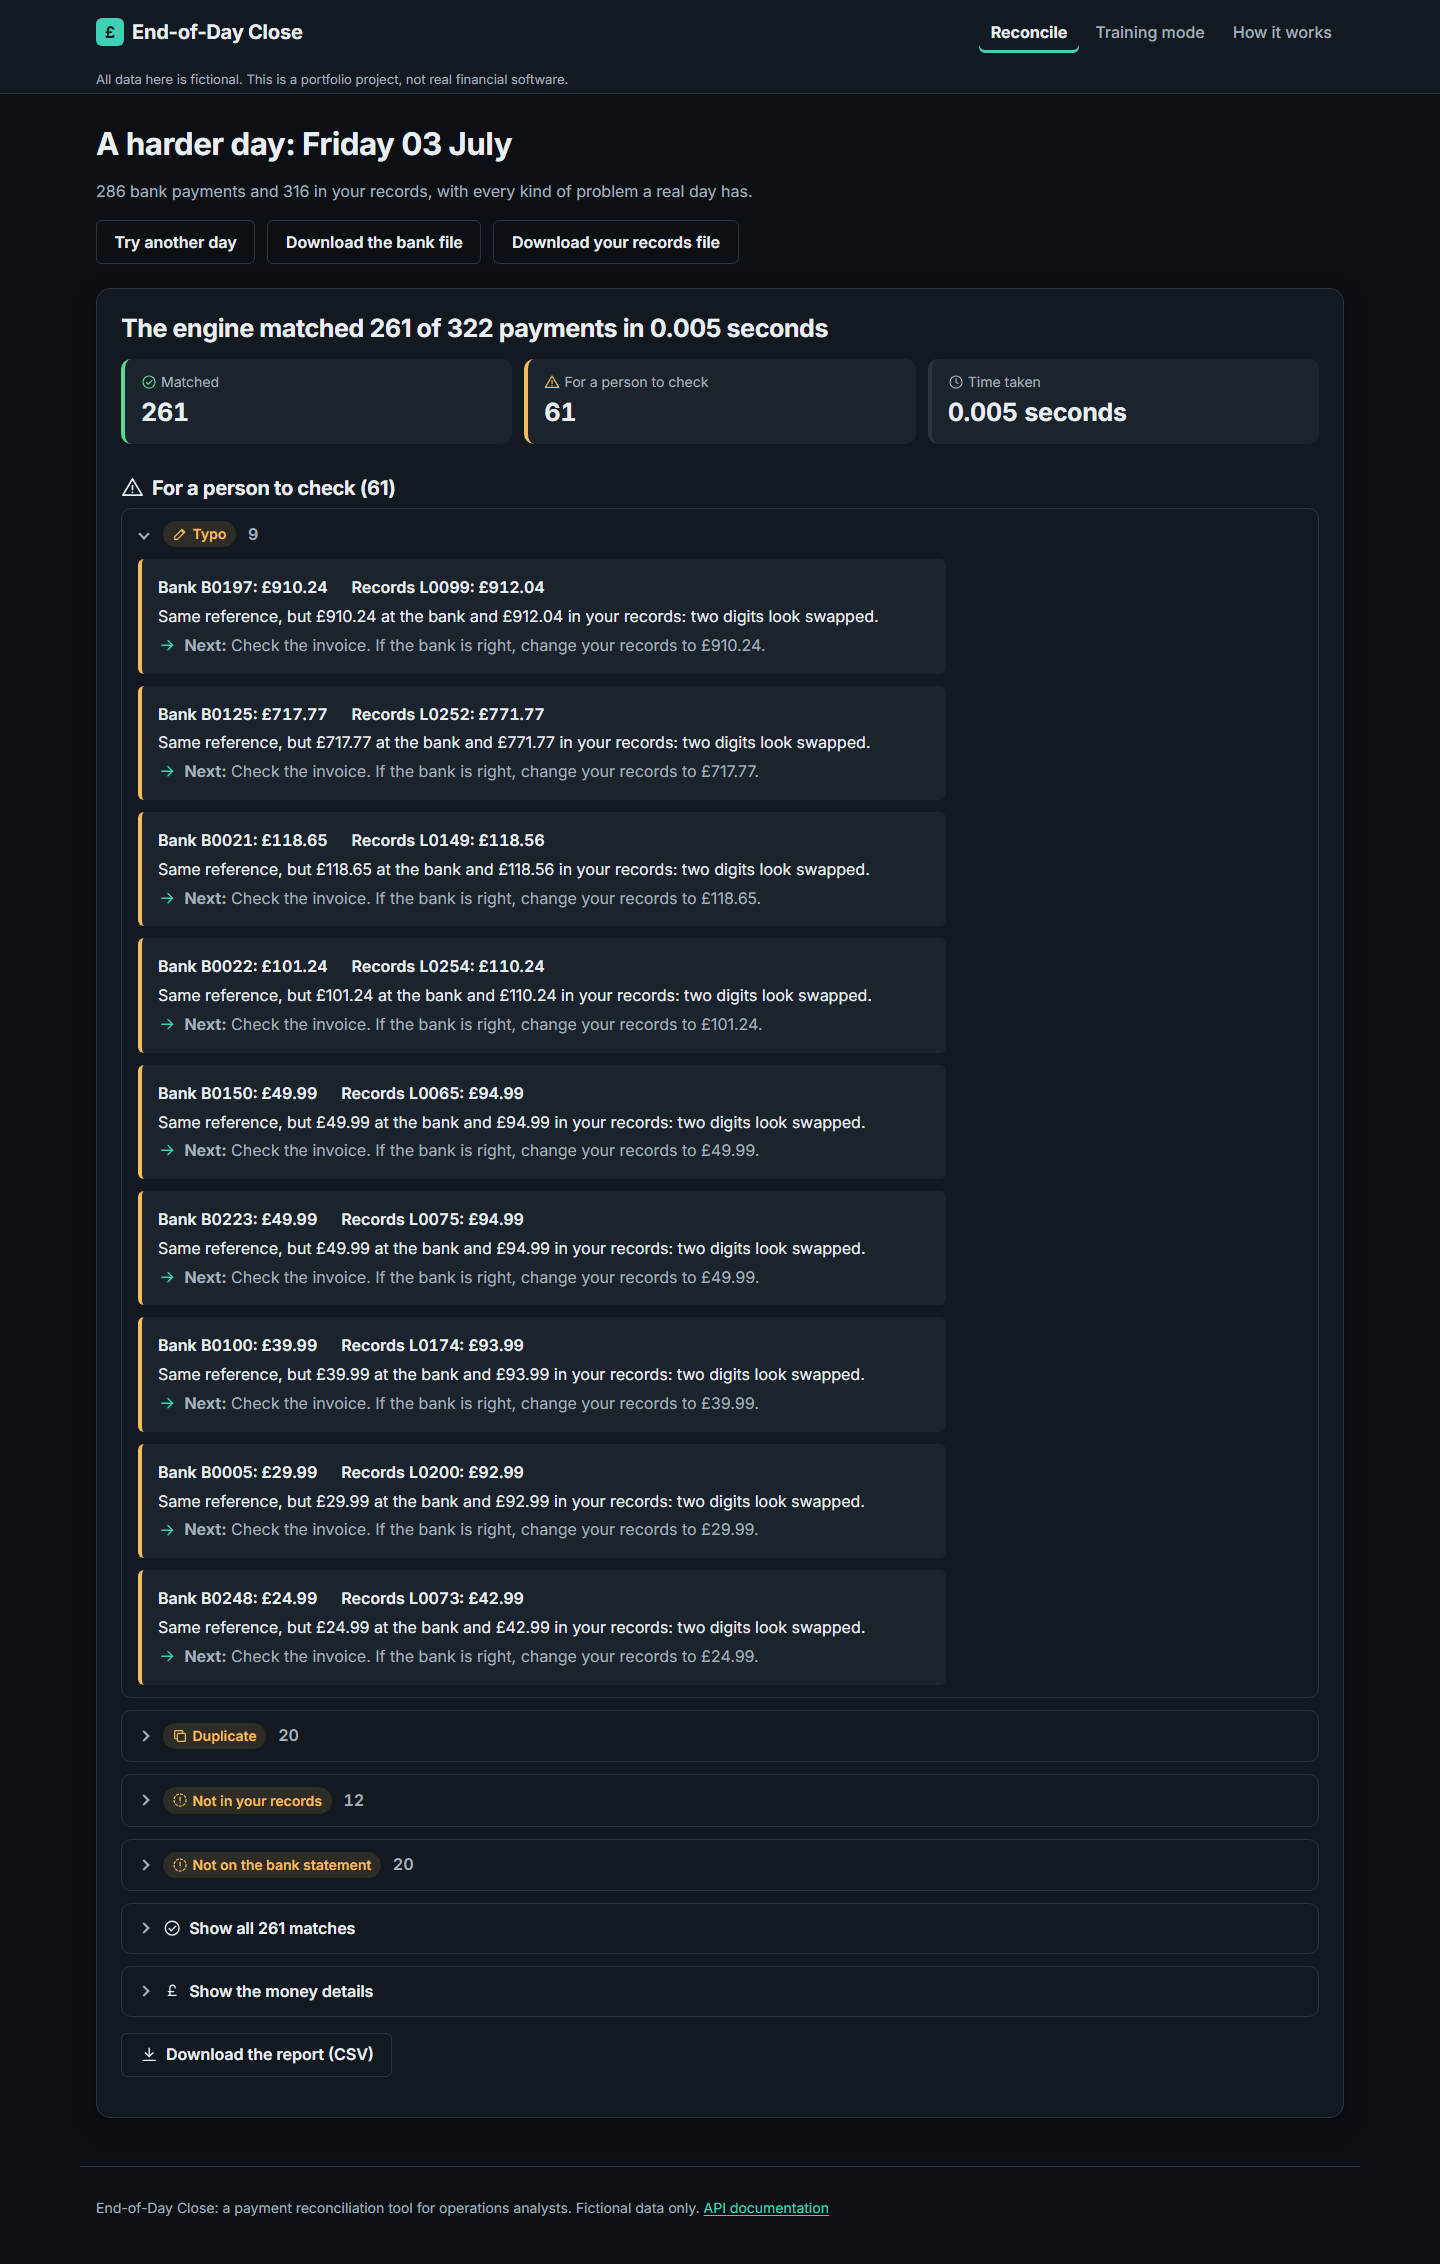 £ End-of-Day Close
Reconcile
Training mode
How it works
All data here is fictional. This is a portfolio project, not real financial software.
A harder day: Friday 03 July
286 bank payments and 316 in your records, with every kind of problem a real day has.
Try another day
Download the bank file
Download your records file
The engine matched 261 of 322 payments in 0.005 seconds
Matched
261
For a person to check
61
Time taken
0.005 seconds
For a person to check (61)
Typo 9
Bank B0197: £910.24 Records L0099: £912.04
Same reference, but £910.24 at the bank and £912.04 in your records: two digits look swapped.
→ Next: Check the invoice. If the bank is right, change your records to £910.24.
Bank B0125: £717.77 Records L0252: £771.77
Same reference, but £717.77 at the bank and £771.77 in your records: two digits look swapped.
→ Next: Check the invoice. If the bank is right, change your records to £717.77.
Bank B0021: £118.65 Records L0149: £118.56
Same reference, but £118.65 at the bank and £118.56 in your records: two digits look swapped.
→ Next: Check the invoice. If the bank is right, change your records to £118.65.
Bank B0022: £101.24 Records L0254: £110.24
Same reference, but £101.24 at the bank and £110.24 in your records: two digits look swapped.
→ Next: Check the invoice. If the bank is right, change your records to £101.24.
Bank B0150: £49.99 Records L0065: £94.99
Same reference, but £49.99 at the bank and £94.99 in your records: two digits look swapped.
→ Next: Check the invoice. If the bank is right, change your records to £49.99.
Bank B0223: £49.99 Records L0075: £94.99
Same reference, but £49.99 at the bank and £94.99 in your records: two digits look swapped.
→ Next: Check the invoice. If the bank is right, change your records to £49.99.
Bank B0100: £39.99 Records L0174: £93.99
Same reference, but £39.99 at the bank and £93.99 in your records: two digits look swapped.
→ Next: Check the invoice. If the bank is right, change your records to £39.99.
Bank B0005: £29.99 Records L0200: £92.99
Same reference, but £29.99 at the bank and £92.99 in your records: two digits look swapped.
→ Next: Check the invoice. If the bank is right, change your records to £29.99.
Bank B0248: £24.99 Records L0073: £42.99
Same reference, but £24.99 at the bank and £42.99 in your records: two digits look swapped.
→ Next: Check the invoice. If the bank is right, change your records to £24.99.
Duplicate 20
Not in your records 12
Not on the bank statement 20
Show all 261 matches
£ Show the money details
Download the report (CSV)
End-of-Day Close: a payment reconciliation tool for operations analysts. Fictional data only. API documentation